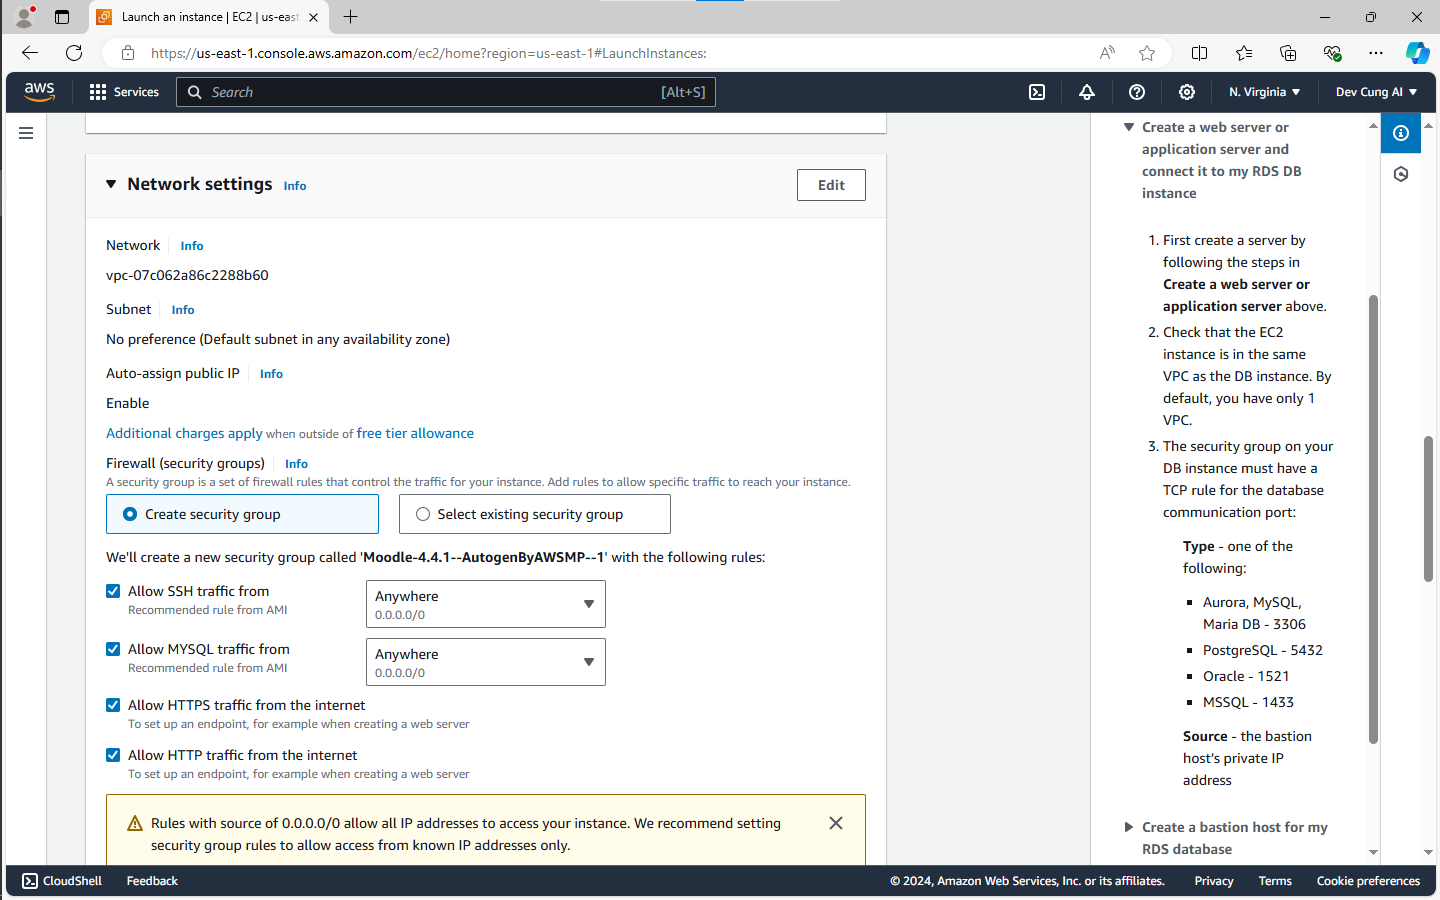 Launch an instance | EC2 | us-east
https://us-east-1.console.aws.amazon.com/ec2/home?region=us-east-1#LaunchInstances:
aws
Services
Search
[Alt+S]
N. Virginia
Dev Cung AI
Network settings Info
Edit
Network Info
vpc-07c062a86c2288b60
Subnet Info
No preference (Default subnet in any availability zone)
Auto-assign public IP Info
Enable
Additional charges apply when outside of free tier allowance
Firewall (security groups) Info
A security group is a set of firewall rules that control the traffic for your instance. Add rules to allow specific traffic to reach your instance.
Create security group
Select existing security group
We'll create a new security group called 'Moodle-4.4.1--AutogenByAWSMP--1' with the following rules:
Allow SSH traffic from
Recommended rule from AMI
Anywhere
0.0.0.0/0
Allow MYSQL traffic from
Recommended rule from AMI
Anywhere
0.0.0.0/0
Allow HTTPS traffic from the internet
To set up an endpoint, for example when creating a web server
Allow HTTP traffic from the internet
To set up an endpoint, for example when creating a web server
Rules with source of 0.0.0.0/0 allow all IP addresses to access your instance. We recommend setting
security group rules to allow access from known IP addresses only.
Create a web server or
application server and
connect it to my RDS DB
instance
1. First create a server by
following the steps in
Create a web server or
application server above.
2. Check that the EC2
instance is in the same
VPC as the DB instance. By
default, you have only 1
VPC.
3. The security group on your
DB instance must have a
TCP rule for the database
communication port:
Type - one of the
following:
Aurora, MySQL,
Maria DB - 3306
PostgreSQL - 5432
Oracle - 1521
MSSQL - 1433
Source - the bastion
host's private IP
address
Create a bastion host for my
RDS database
CloudShell
Feedback
© 2024, Amazon Web Services, Inc. or its affiliates.
Privacy
Terms
Cookie preferences